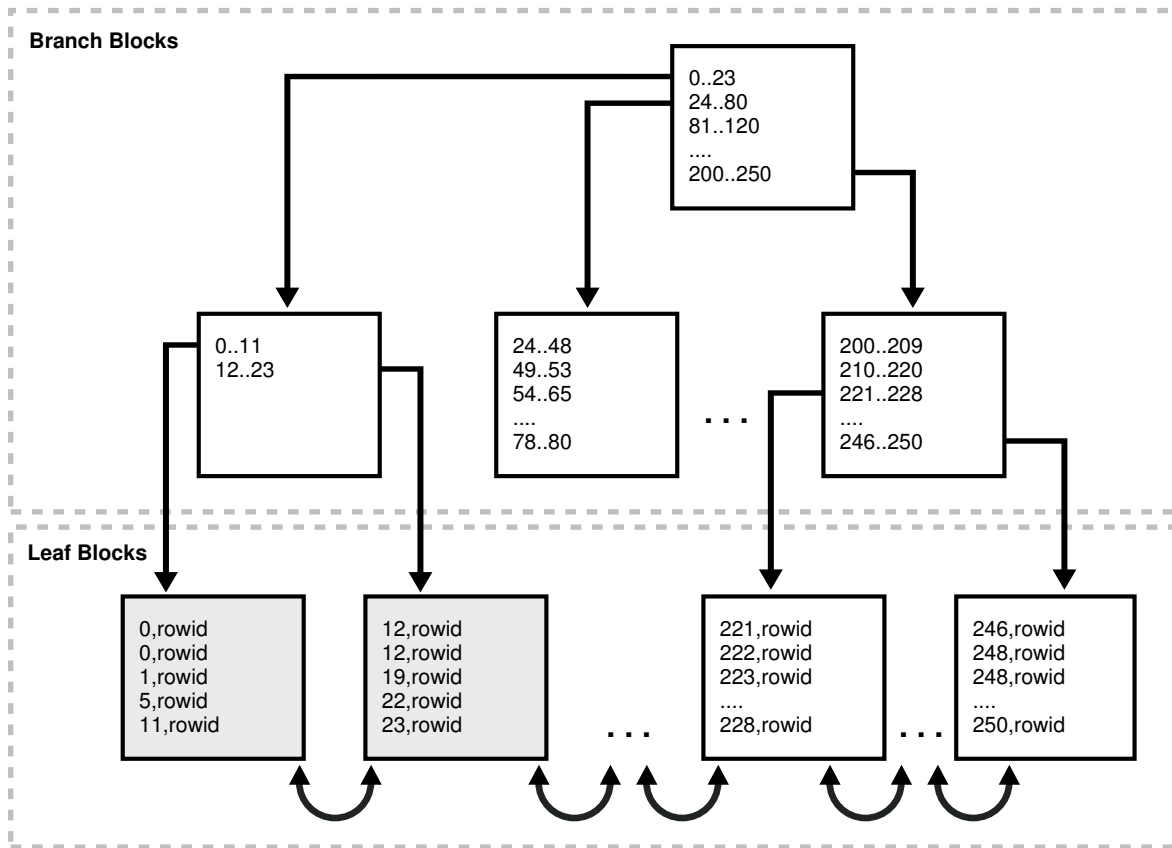 Branch Blocks
0..23
24..80
81..120
....
200..250
0..11
12..23
24..48
49..53
54..65
....
78..80
. . .
200..209
210..220
221..228
....
246..250
Leaf Blocks
0,rowid
0,rowid
1,rowid
5,rowid
11,rowid
12,rowid
12,rowid
19,rowid
22,rowid
23,rowid
. . .
221,rowid
222,rowid
223,rowid
....
228,rowid
. . .
246,rowid
248,rowid
248,rowid
....
250,rowid